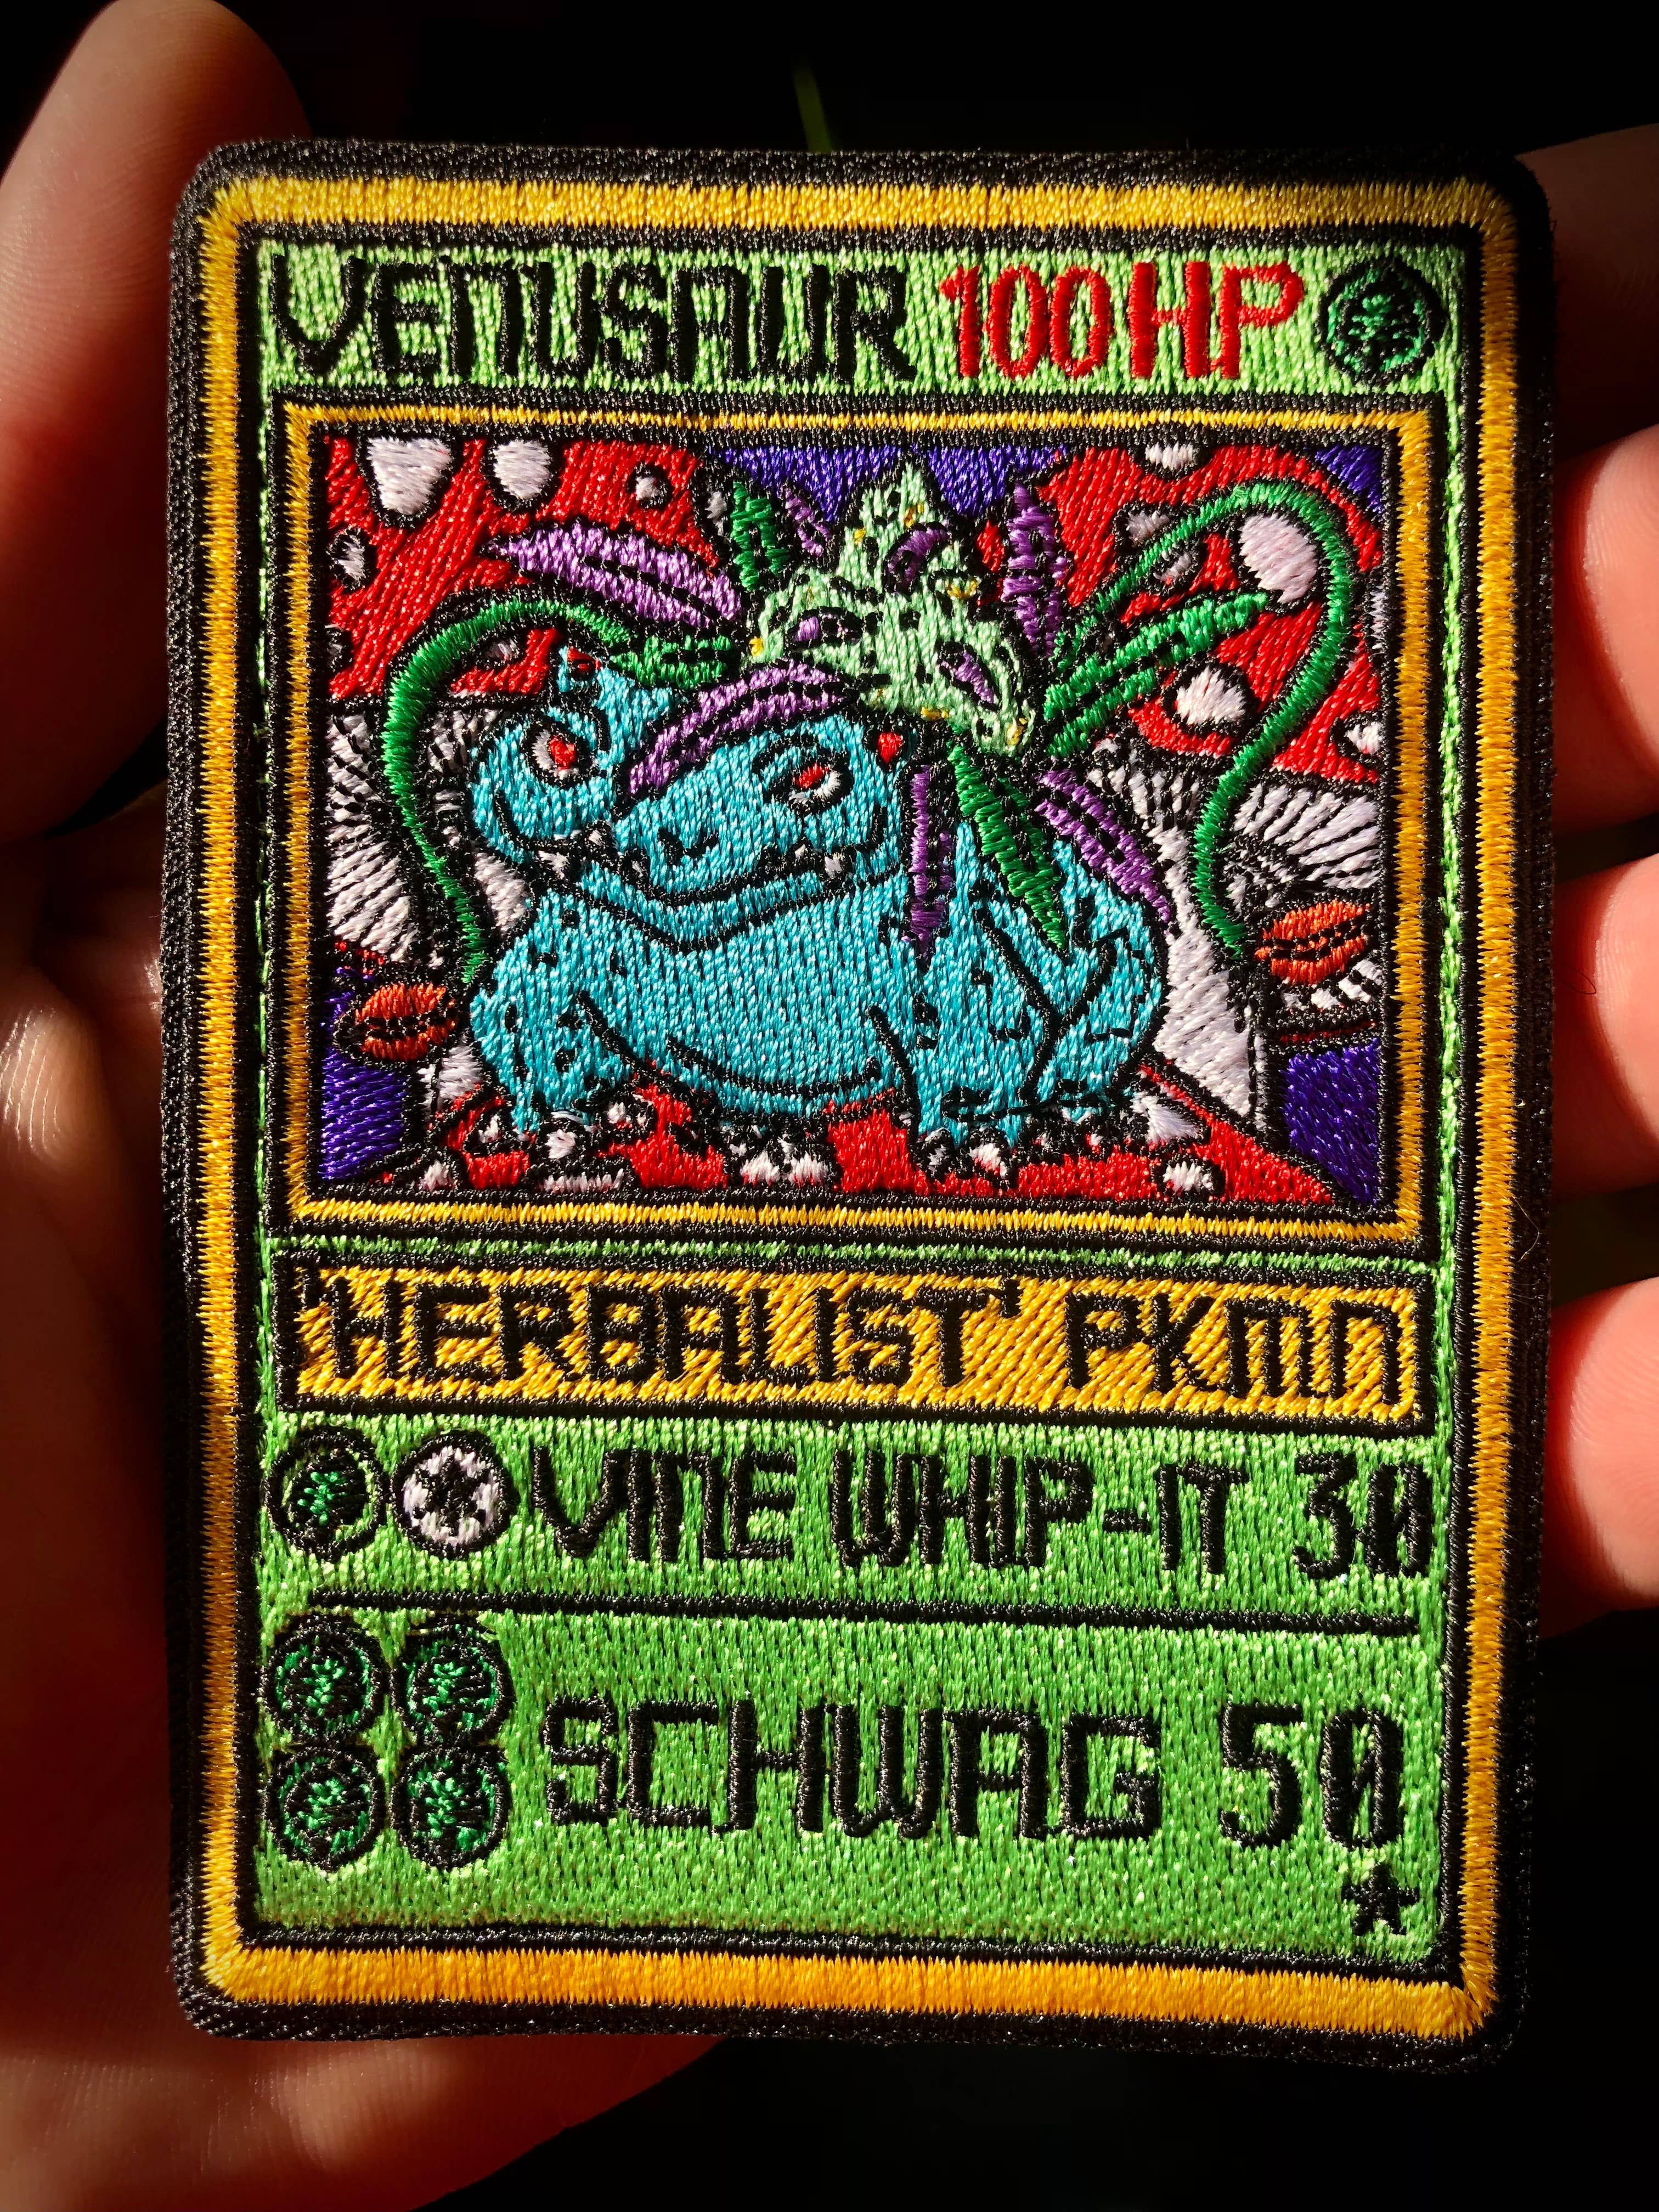 VENUSAUR 100 HP
"HERBALIST" PKMN
VINE WHIP-IT 30
SCHWAG 50